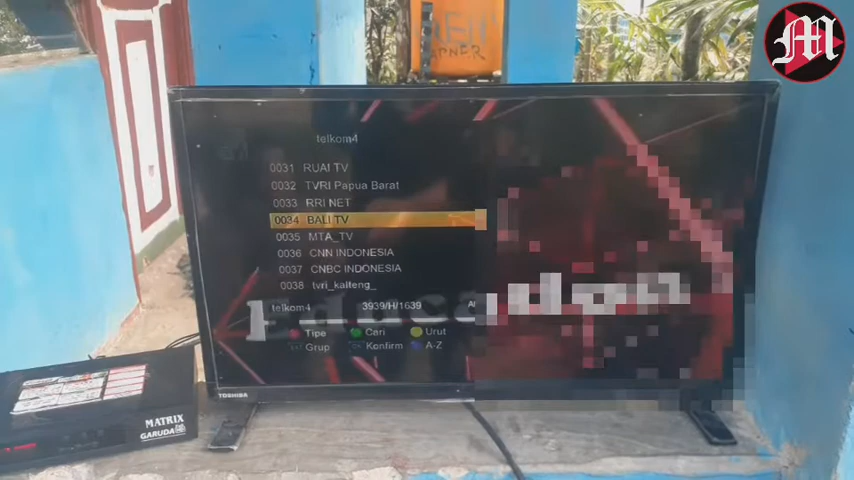 M
telkom4
0031 RUAI TV
0032 TVRI Papua Barat
0033 RRI NET
0034 BALI TV
0035 MTA_TV
0036 CNN INDONESIA
0037 CNBC INDONESIA
0038 tvri_kalteng_
telkom4 3939/H/1639
Tipe Cari Urut
Grup Konfirm A-Z
TOSHIBA
MATRIX
GARUDA